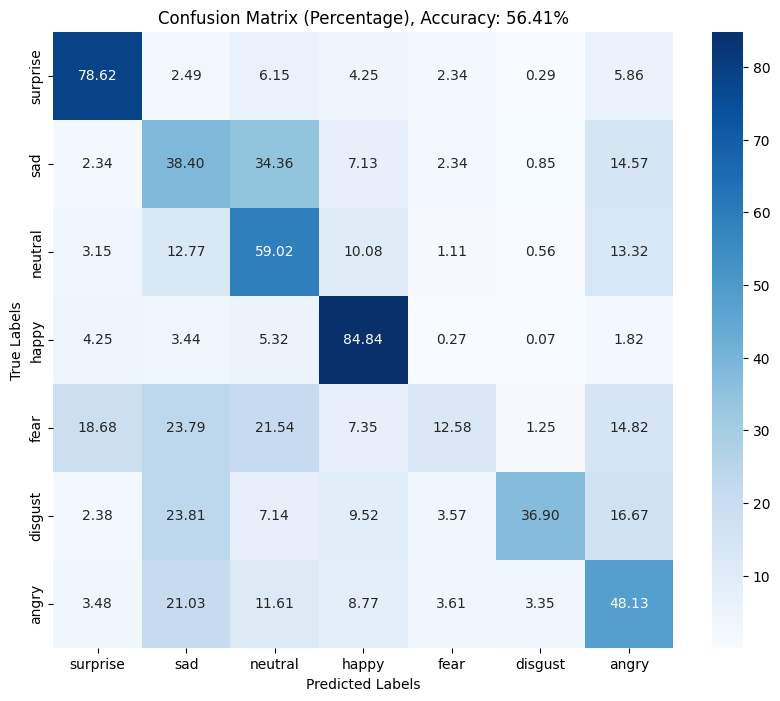 Confusion Matrix (Percentage), Accuracy: 56.41%
True Labels
surprise 78.62 2.49 6.15 4.25 2.34 0.29 5.86
sad 2.34 38.40 34.36 7.13 2.34 0.85 14.57
neutral 3.15 12.77 59.02 10.08 1.11 0.56 13.32
happy 4.25 3.44 5.32 84.84 0.27 0.07 1.82
fear 18.68 23.79 21.54 7.35 12.58 1.25 14.82
disgust 2.38 23.81 7.14 9.52 3.57 36.90 16.67
angry 3.48 21.03 11.61 8.77 3.61 3.35 48.13
surprise sad neutral happy fear disgust angry
Predicted Labels
80
70
60
50
40
30
20
10